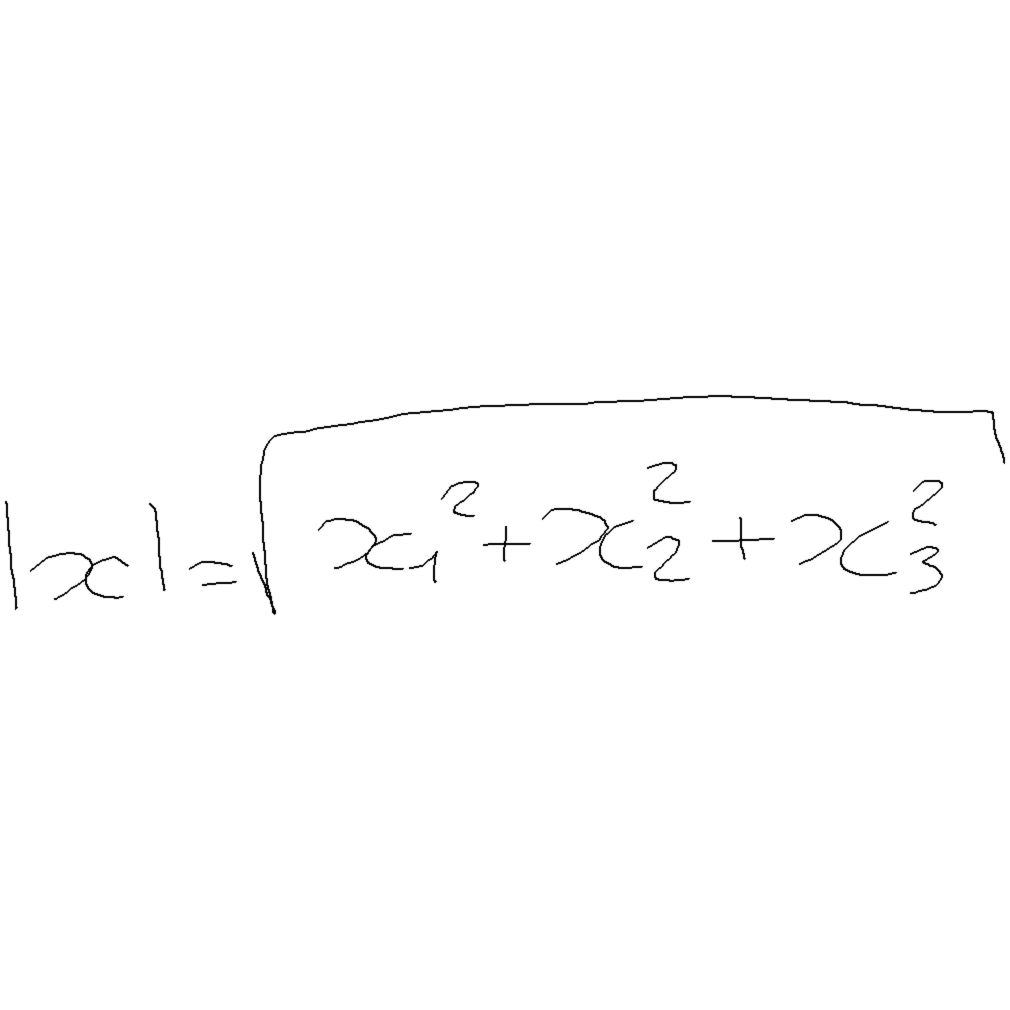 |x| = √(x₁² + x₂² + x₃²)